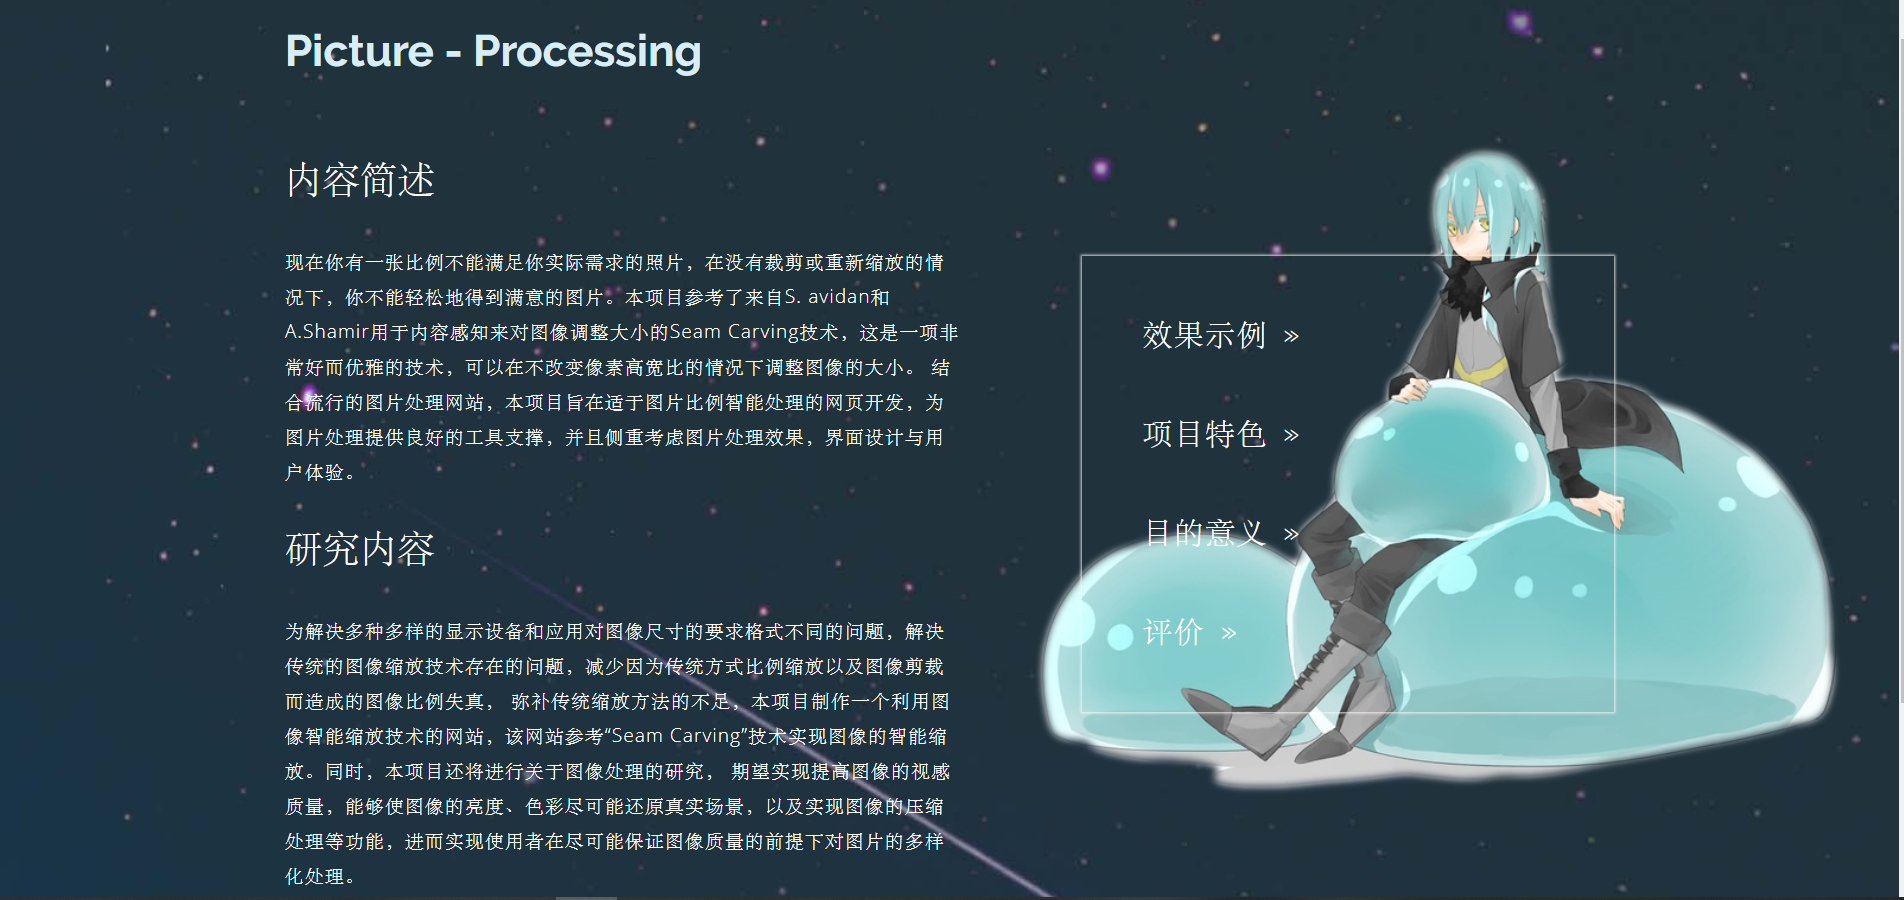 Picture - Processing
内容简述
现在你有一张比例不能满足你实际需求的照片，在没有裁剪或重新缩放的情
况下，你不能轻松地得到满意的图片。本项目参考了来自S. avidan和
A.Shamir用于内容感知来对图像调整大小的Seam Carving技术，这是一项非
常好而优雅的技术，可以在不改变像素高宽比的情况下调整图像的大小。 结
合流行的图片处理网站，本项目旨在适于图片比例智能处理的网页开发，为
图片处理提供良好的工具支撑，并且侧重考虑图片处理效果，界面设计与用
户体验。
研究内容
为解决多种多样的显示设备和应用对图像尺寸的要求格式不同的问题，解决
传统的图像缩放技术存在的问题，减少因为传统方式比例缩放以及图像剪裁
而造成的图像比例失真， 弥补传统缩放方法的不足，本项目制作一个利用图
像智能缩放技术的网站，该网站参考“Seam Carving”技术实现图像的智能缩
放。同时，本项目还将进行关于图像处理的研究， 期望实现提高图像的视感
质量，能够使图像的亮度、色彩尽可能还原真实场景，以及实现图像的压缩
处理等功能，进而实现使用者在尽可能保证图像质量的前提下对图片的多样
化处理。
效果示例 »
项目特色 »
目的意义 »
评价 »